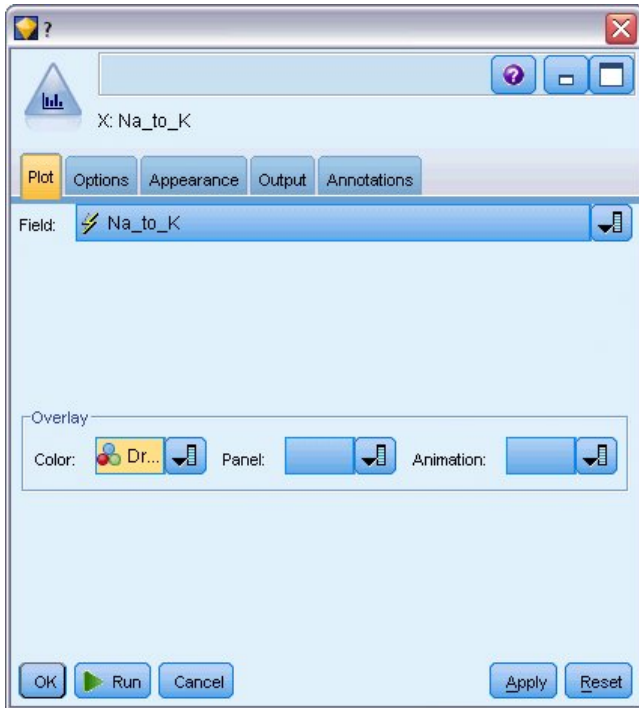 ?
?
X: Na_to_K
Plot Options Appearance Output Annotations
Field: Na_to_K
Overlay
Color: Dr... Panel: Animation:
OK Run Cancel Apply Reset